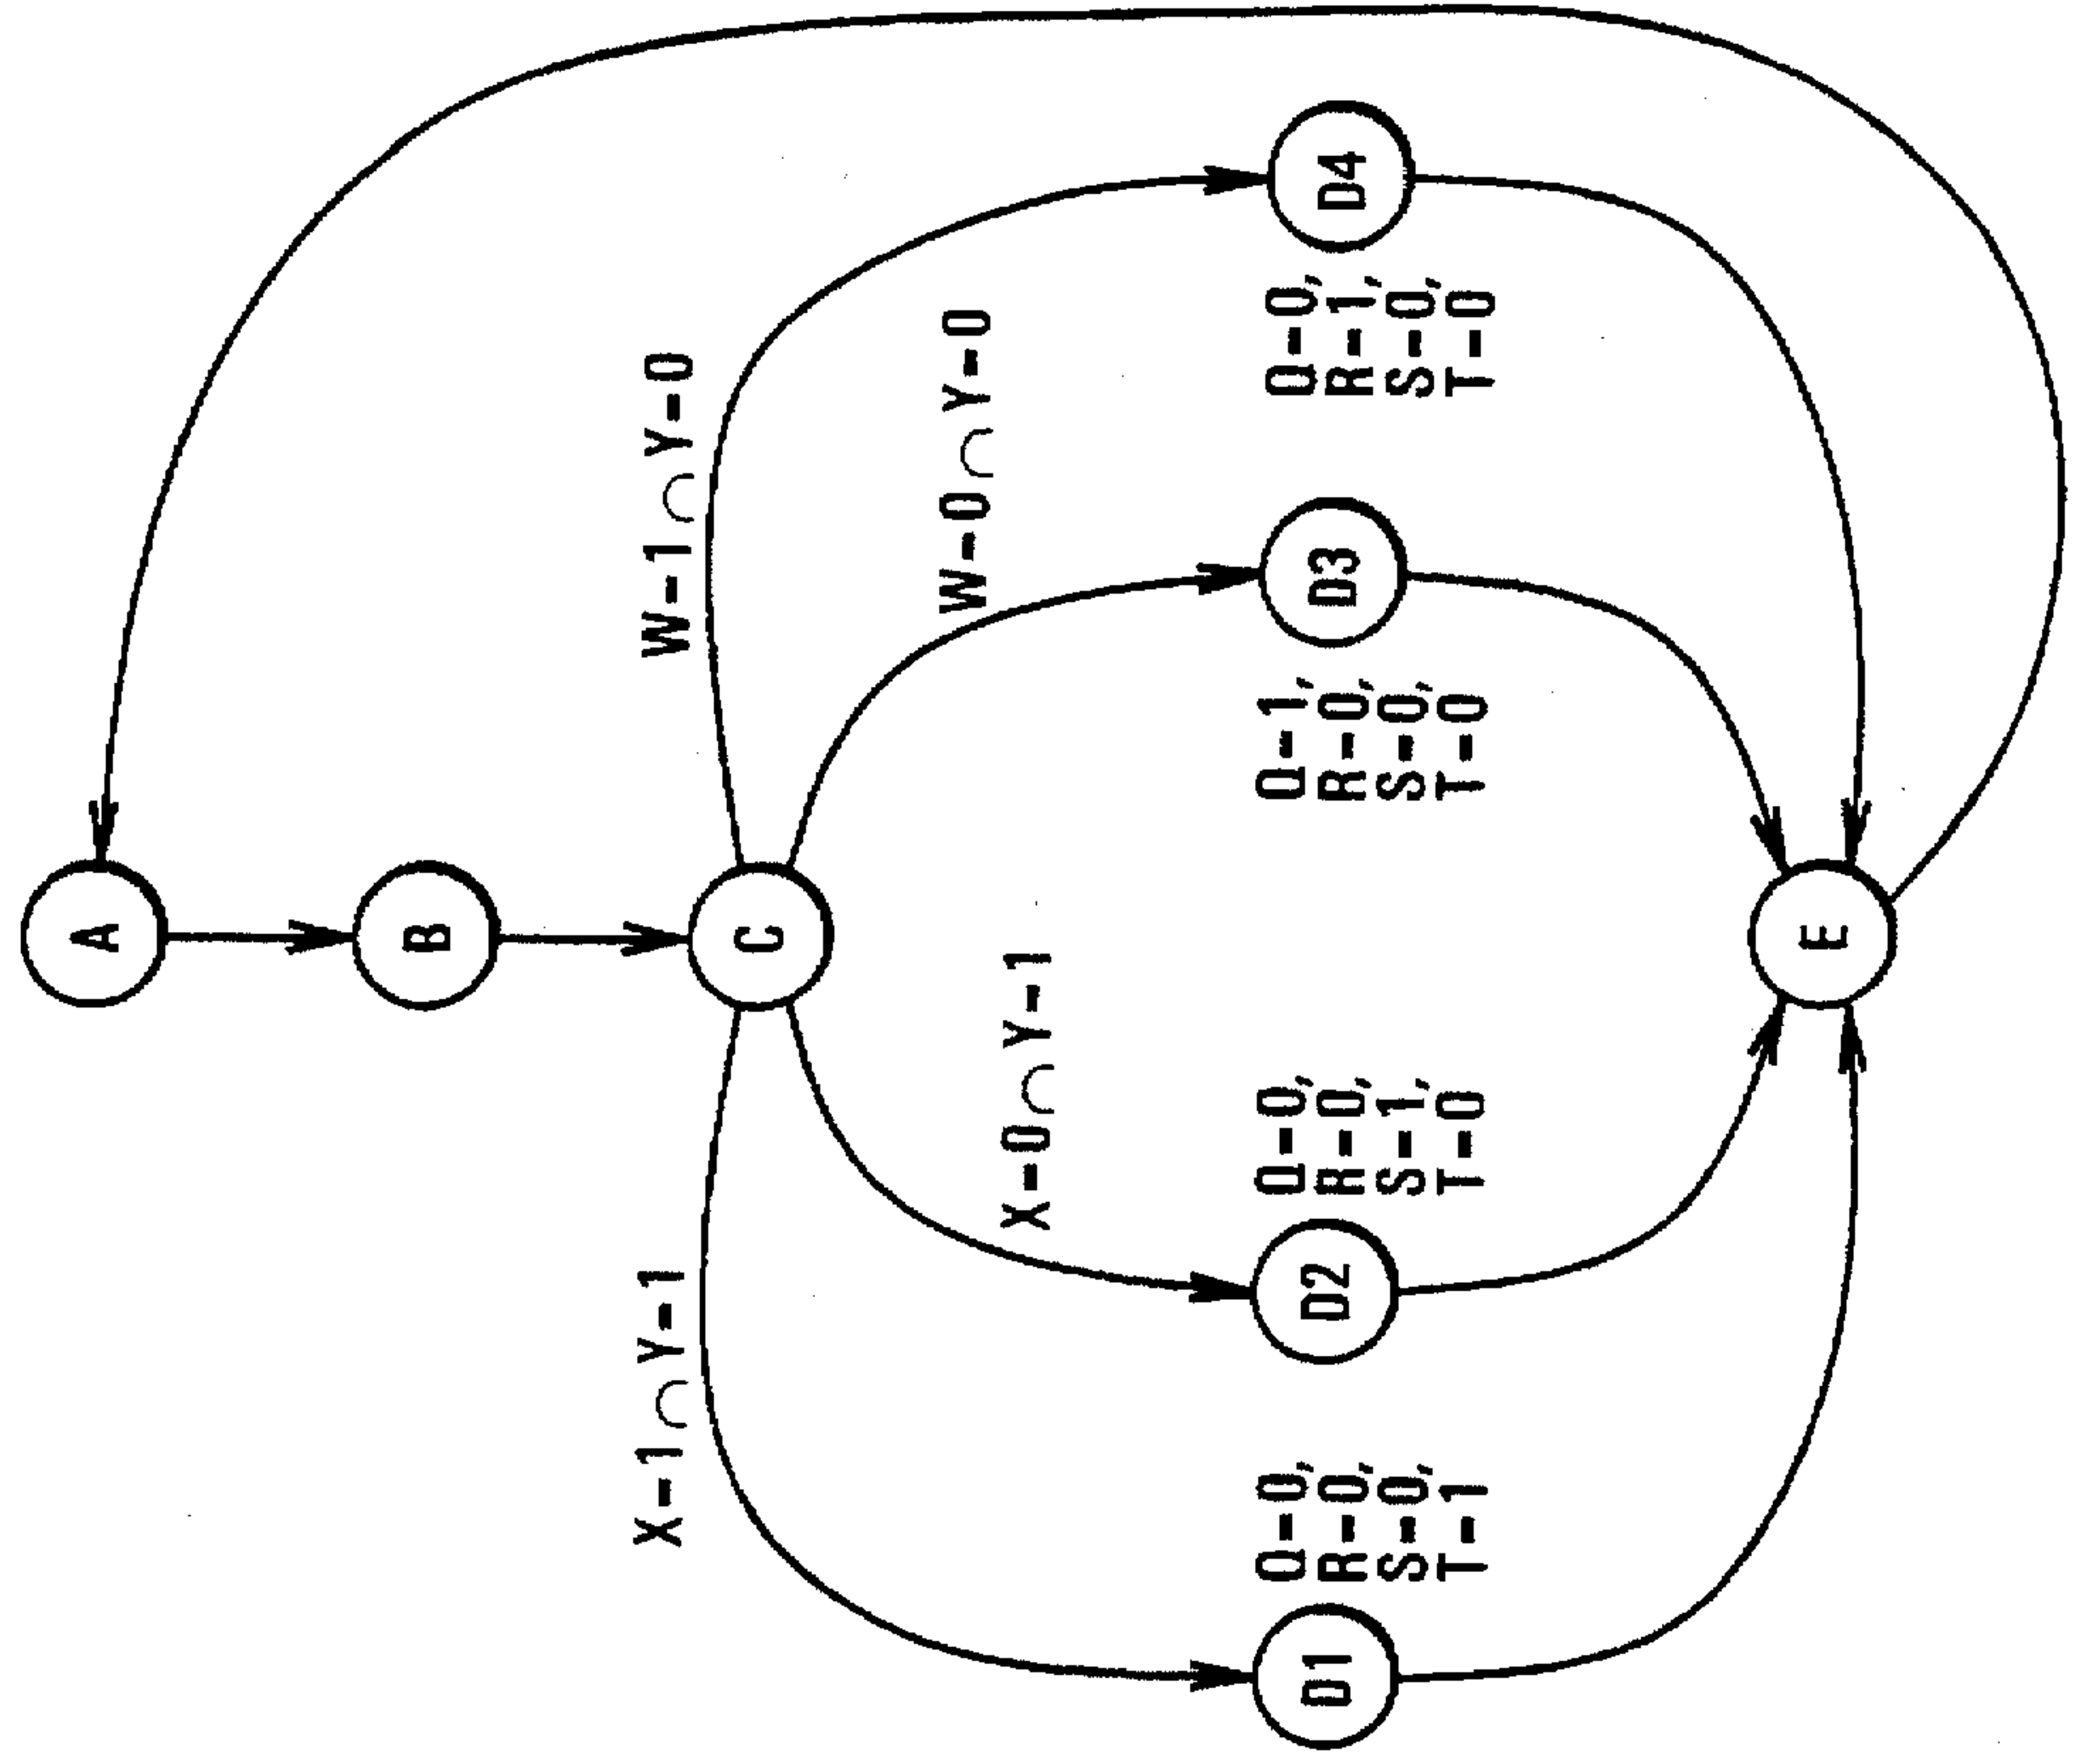 A
B
X-1∩Y-1
W-1∩Y-0
C
X-0∩Y-1
W-0∩Y-0
D1
Q-0,
R-0,
S-0,
T-1
D2
Q-0,
R-0,
S-1,
T-0
D3
Q-1,
R-0,
S-0,
T-0
D4
Q-0,
R-1,
S-0,
T-0
E